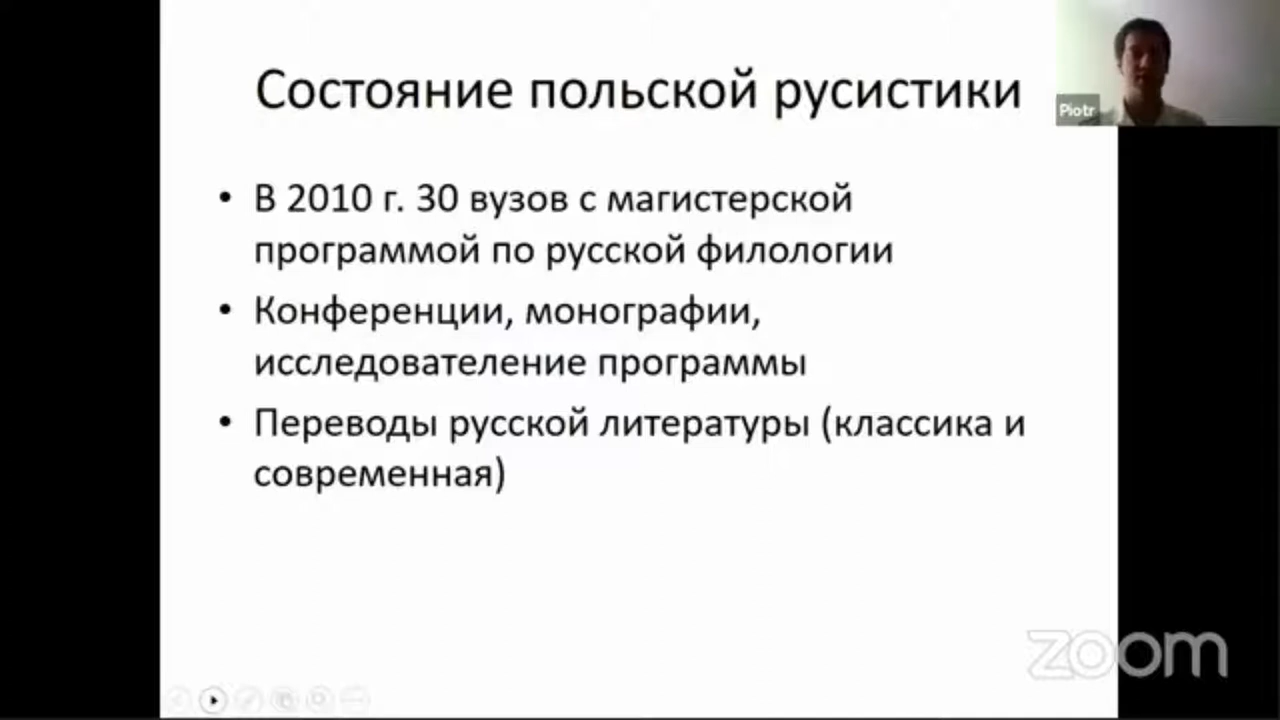 Состояние польской русистики
Piotr
• В 2010 г. 30 вузов с магистерской
программой по русской филологии
• Конференции, монографии,
исследователение программы
• Переводы русской литературы (классика и
современная)
zoom